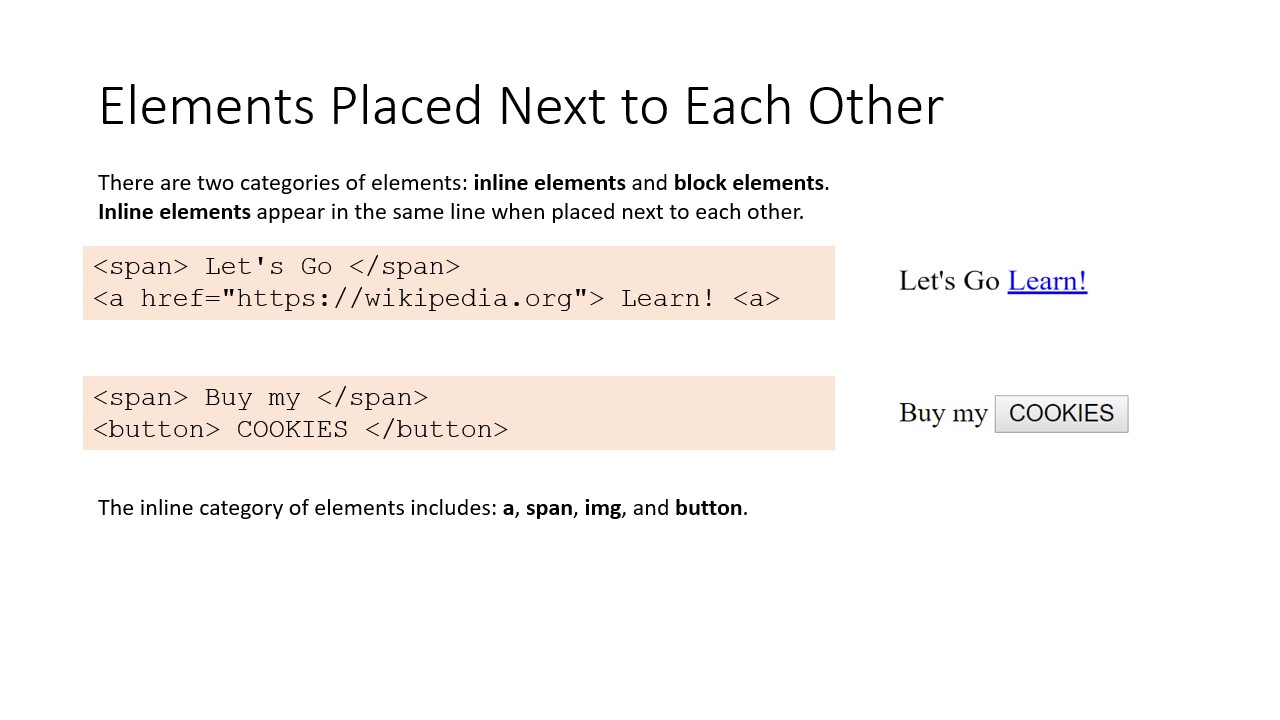 Elements Placed Next to Each Other
There are two categories of elements: inline elements and block elements.
Inline elements appear in the same line when placed next to each other.
<span> Let's Go </span>
<a href="https://wikipedia.org"> Learn! <a>
Let's Go Learn!
<span> Buy my </span>
<button> COOKIES </button>
Buy my COOKIES
The inline category of elements includes: a, span, img, and button.